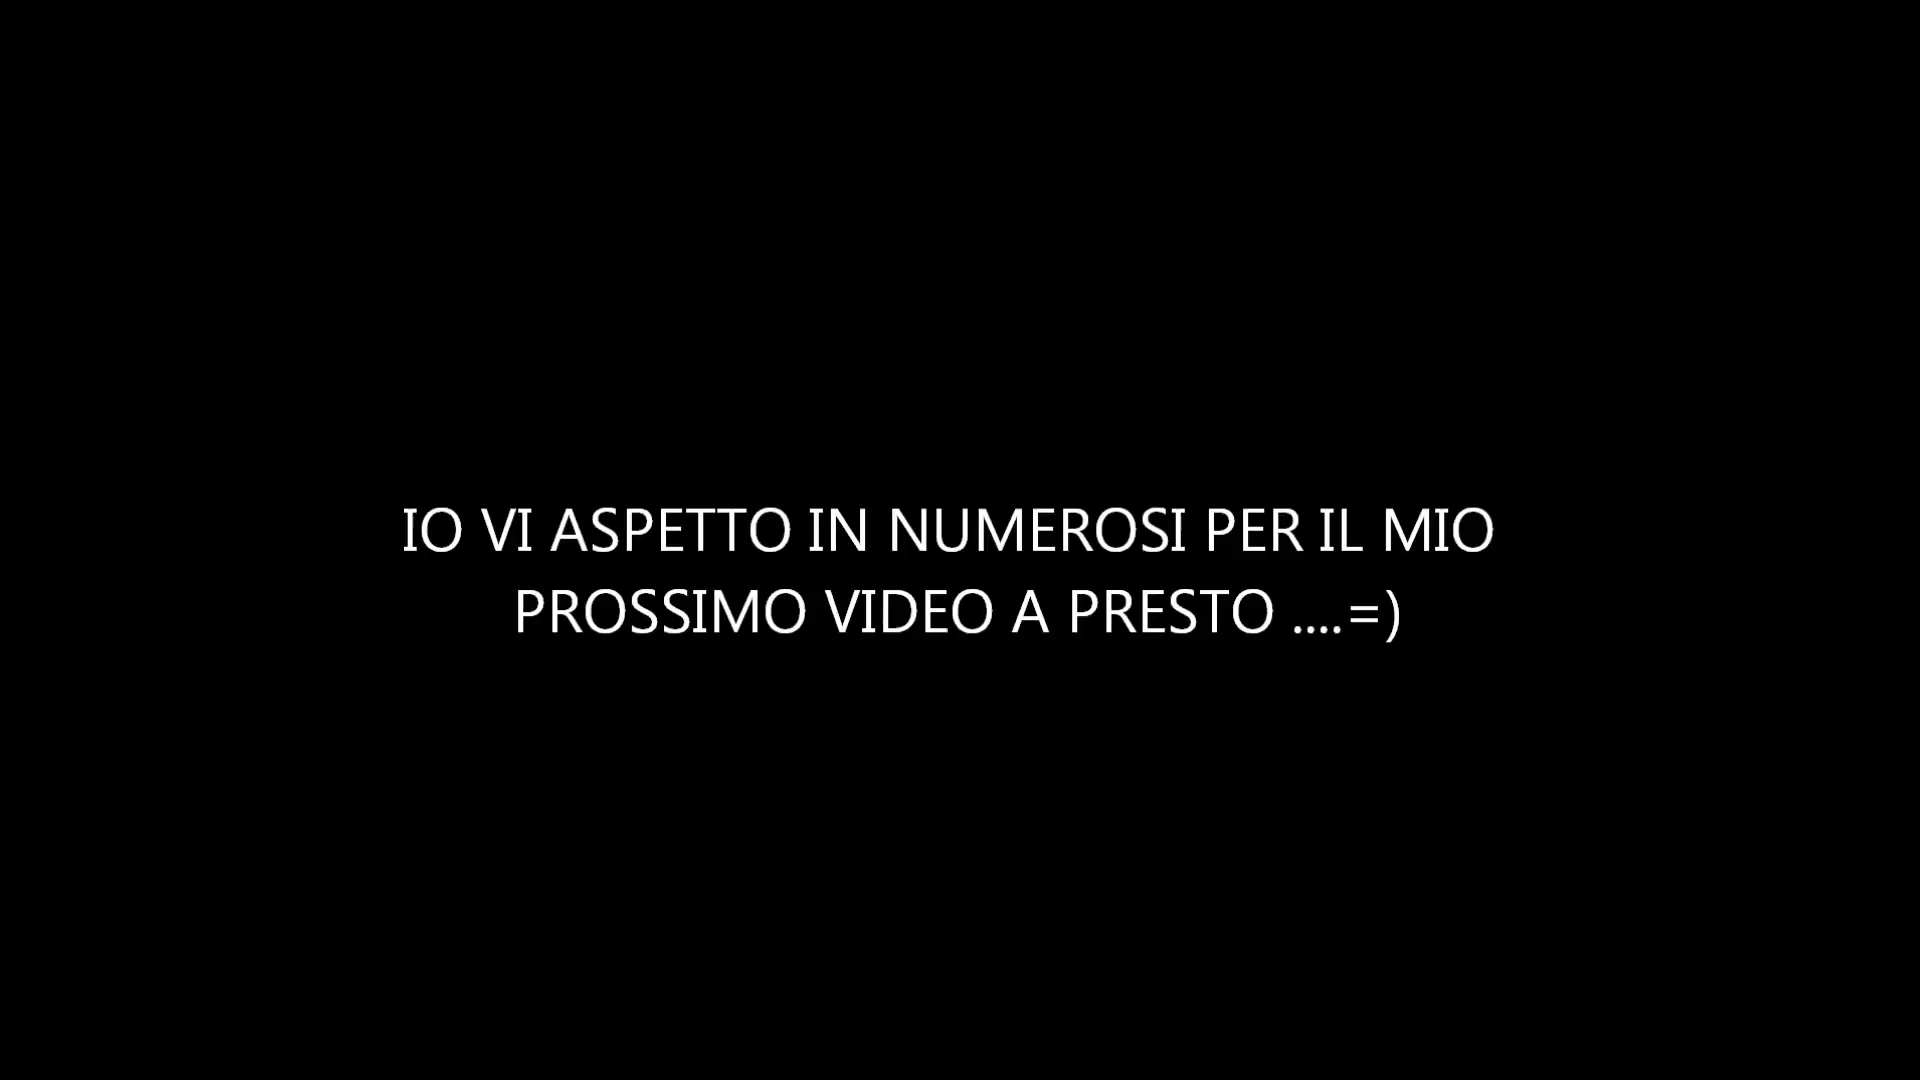 IO VI ASPETTO IN NUMEROSI PER IL MIO
PROSSIMO VIDEO A PRESTO ....=)